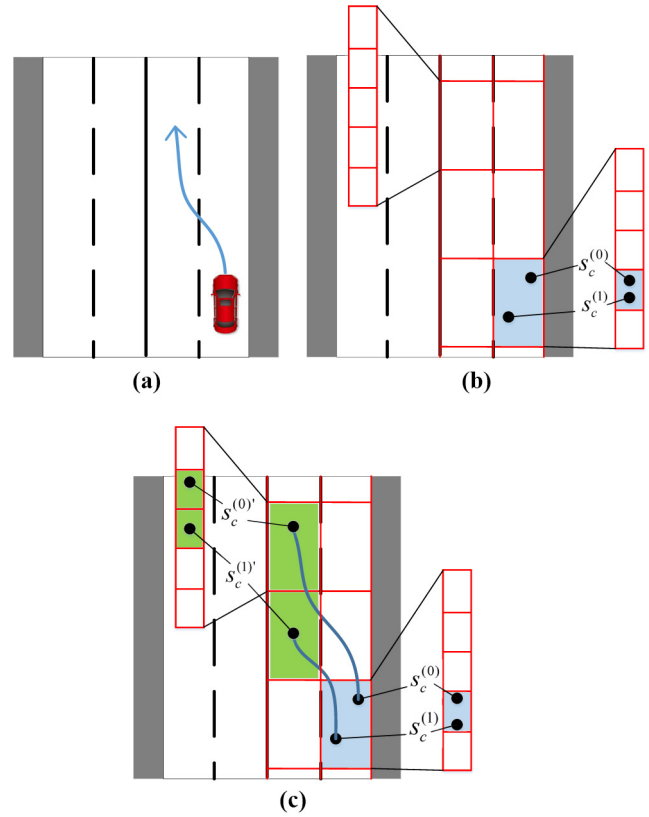 (a)
s_c^{(0)}
s_c^{(1)}
(b)
s_c^{(0)'}
s_c^{(1)'}
s_c^{(0)}
s_c^{(1)}
(c)